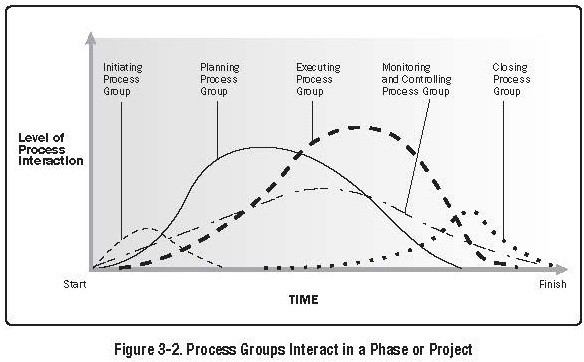 Initiating
Process
Group
Planning
Process
Group
Executing
Process
Group
Monitoring
and Controlling
Process Group
Closing
Process
Group
Level of
Process
Interaction
Start
Finish
TIME
Figure 3-2. Process Groups Interact in a Phase or Project